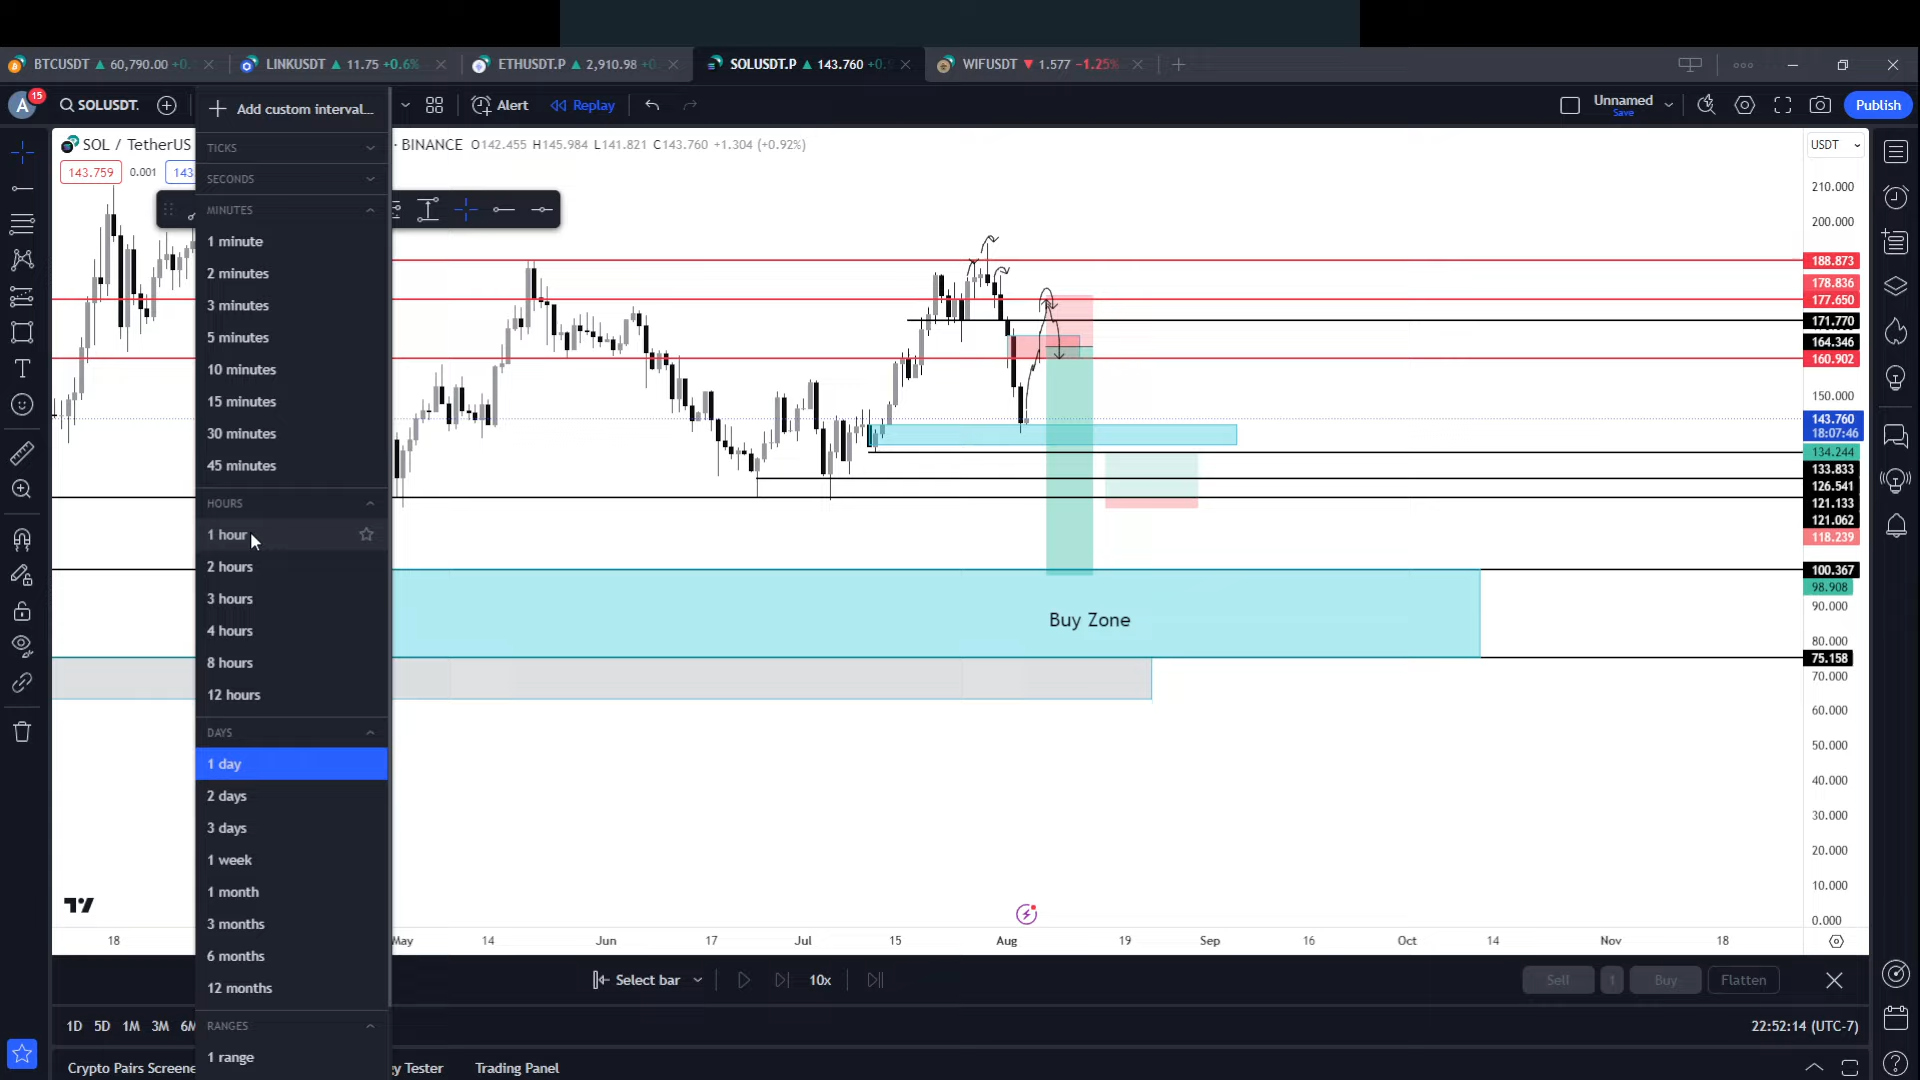 BTCUSDT ▲ 60,790.00 +0.
LINKUSDT ▲ 11.75 +0.6%
ETHUSDT.P ▲ 2,910.98 +0
SOLUSDT.P ▲ 143.760 +0.
WIFUSDT ▼ 1.577 −1.25%
A
15
SOLUSDT.
Add custom interval...
Alert
Replay
Unnamed
Save
Publish
SOL / TetherUS
· BINANCE O142.455 H145.984 L141.821 C143.760 +1.304 (+0.92%)
USDT
143.759
0.001
143
TICKS
SECONDS
MINUTES
1 minute
2 minutes
3 minutes
5 minutes
10 minutes
15 minutes
30 minutes
45 minutes
HOURS
1 hour
2 hours
3 hours
4 hours
8 hours
12 hours
DAYS
1 day
2 days
3 days
1 week
1 month
3 months
6 months
12 months
RANGES
1 range
Buy Zone
210.000
200.000
188.873
178.836
177.650
171.770
164.346
160.902
150.000
143.760
18:07:46
134.244
133.833
126.541
121.133
121.062
118.239
100.367
98.908
90.000
80.000
75.158
70.000
60.000
50.000
40.000
30.000
20.000
10.000
0.000
18
May
14
Jun
17
Jul
15
Aug
19
Sep
16
Oct
14
Nov
18
Select bar
10x
Sell
1
Buy
Flatten
1D 5D 1M 3M 6M
22:52:14 (UTC-7)
Crypto Pairs Screene
gy Tester
Trading Panel